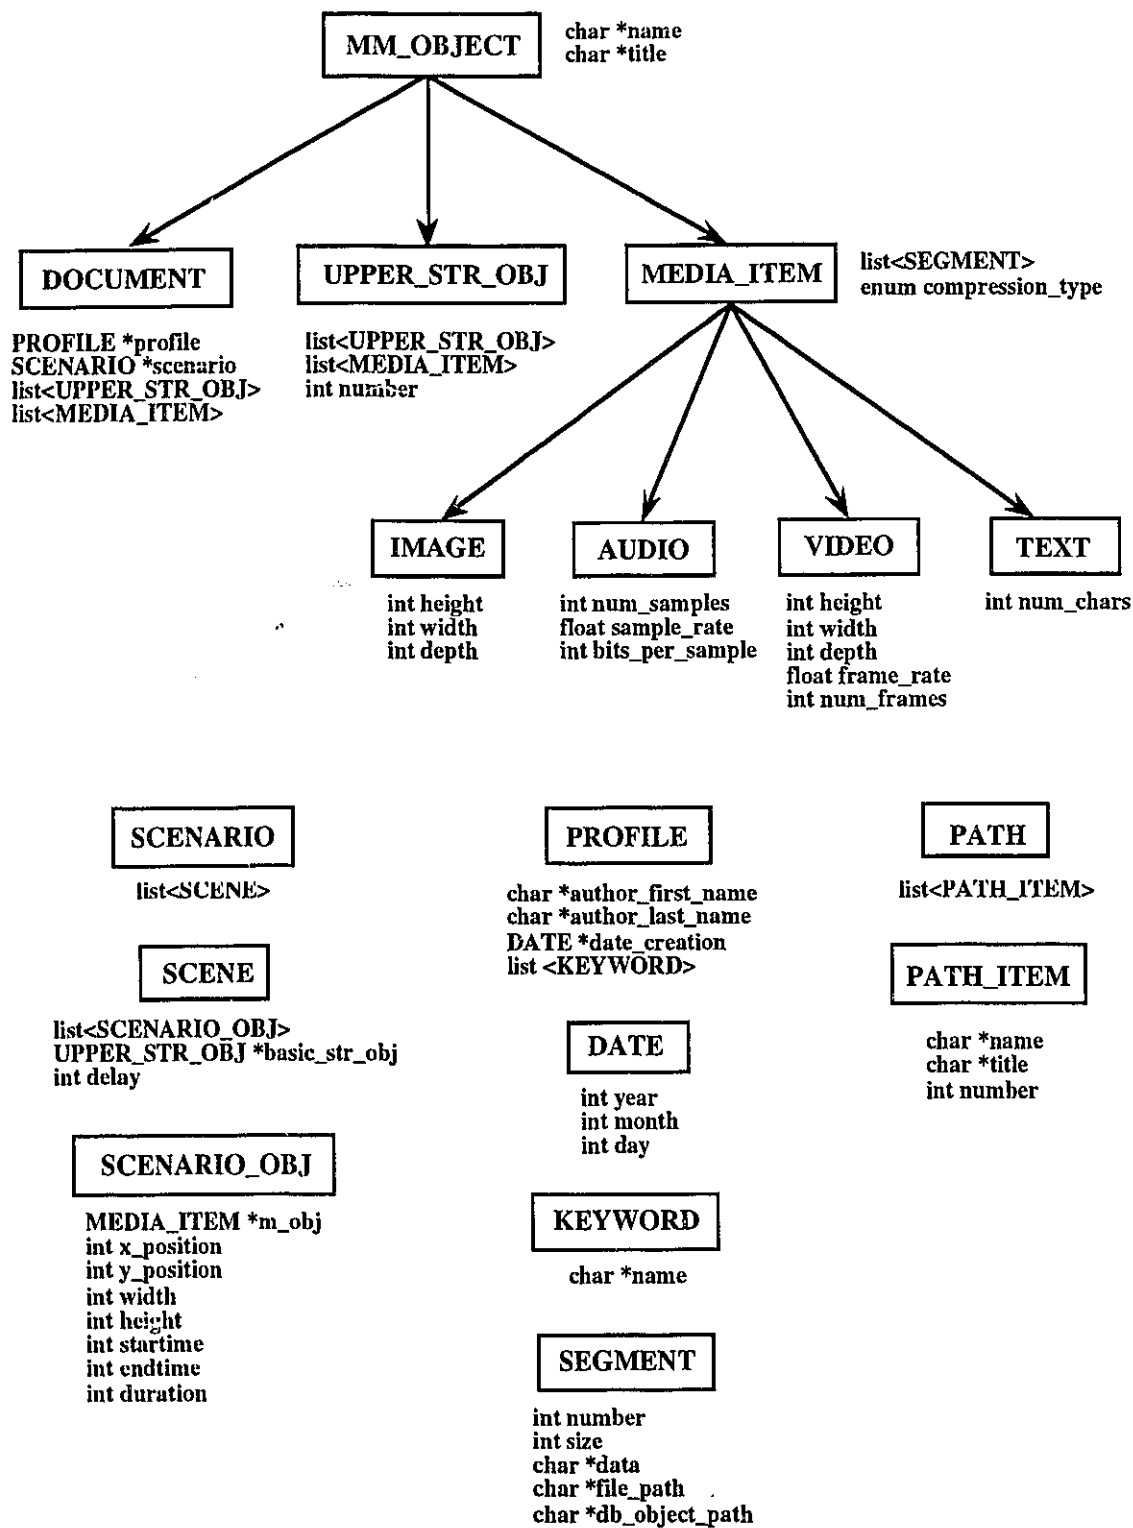 MM_OBJECT
char *name
char *title
DOCUMENT
PROFILE *profile
SCENARIO *scenario
list<UPPER_STR_OBJ>
list<MEDIA_ITEM>
UPPER_STR_OBJ
list<UPPER_STR_OBJ>
list<MEDIA_ITEM>
int number
MEDIA_ITEM
list<SEGMENT>
enum compression_type
IMAGE
int height
int width
int depth
AUDIO
int num_samples
float sample_rate
int bits_per_sample
VIDEO
int height
int width
int depth
float frame_rate
int num_frames
TEXT
int num_chars
SCENARIO
list<SCENE>
SCENE
list<SCENARIO_OBJ>
UPPER_STR_OBJ *basic_str_obj
int delay
SCENARIO_OBJ
MEDIA_ITEM *m_obj
int x_position
int y_position
int width
int height
int startime
int endtime
int duration
PROFILE
char *author_first_name
char *author_last_name
DATE *date_creation
list <KEYWORD>
DATE
int year
int month
int day
KEYWORD
char *name
SEGMENT
int number
int size
char *data
char *file_path
char *db_object_path
PATH
list<PATH_ITEM>
PATH_ITEM
char *name
char *title
int number